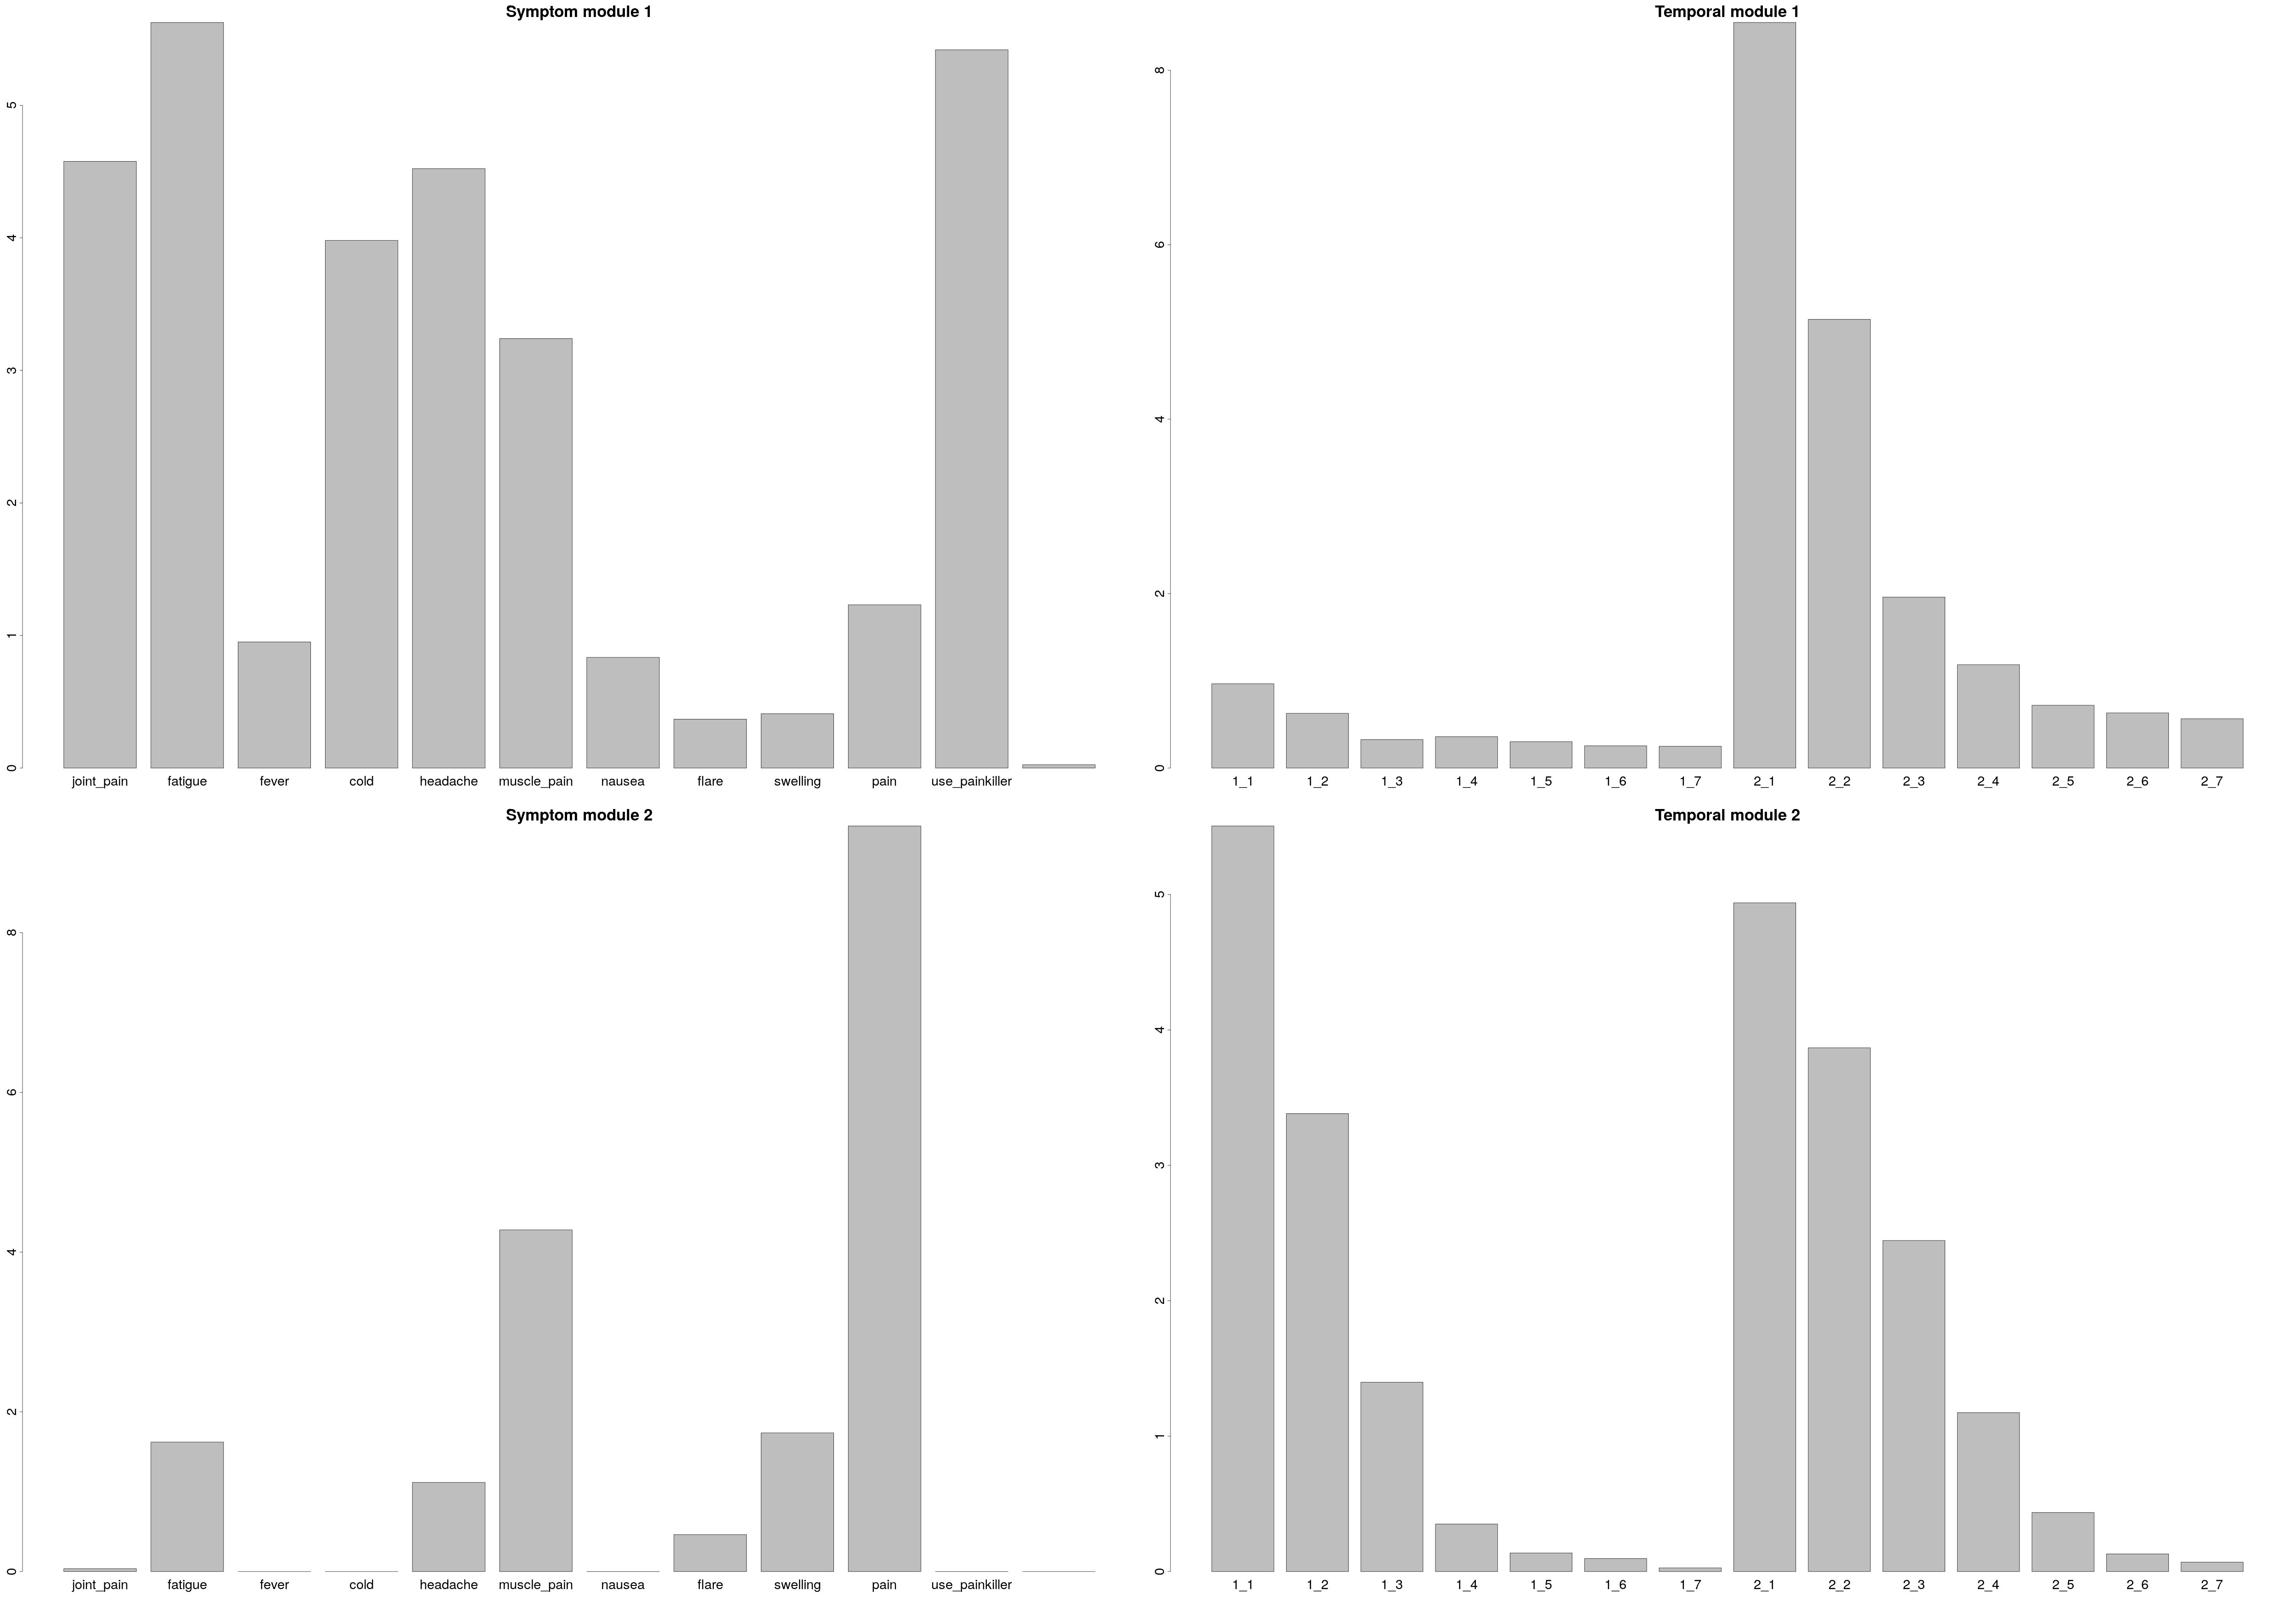 Symptom module 1
5
4
3
2
1
0
joint_pain fatigue fever cold headache muscle_pain nausea flare swelling pain use_painkiller
Temporal module 1
8
6
4
2
0
1_1 1_2 1_3 1_4 1_5 1_6 1_7 2_1 2_2 2_3 2_4 2_5 2_6 2_7
Symptom module 2
8
6
4
2
0
joint_pain fatigue fever cold headache muscle_pain nausea flare swelling pain use_painkiller
Temporal module 2
5
4
3
2
1
0
1_1 1_2 1_3 1_4 1_5 1_6 1_7 2_1 2_2 2_3 2_4 2_5 2_6 2_7